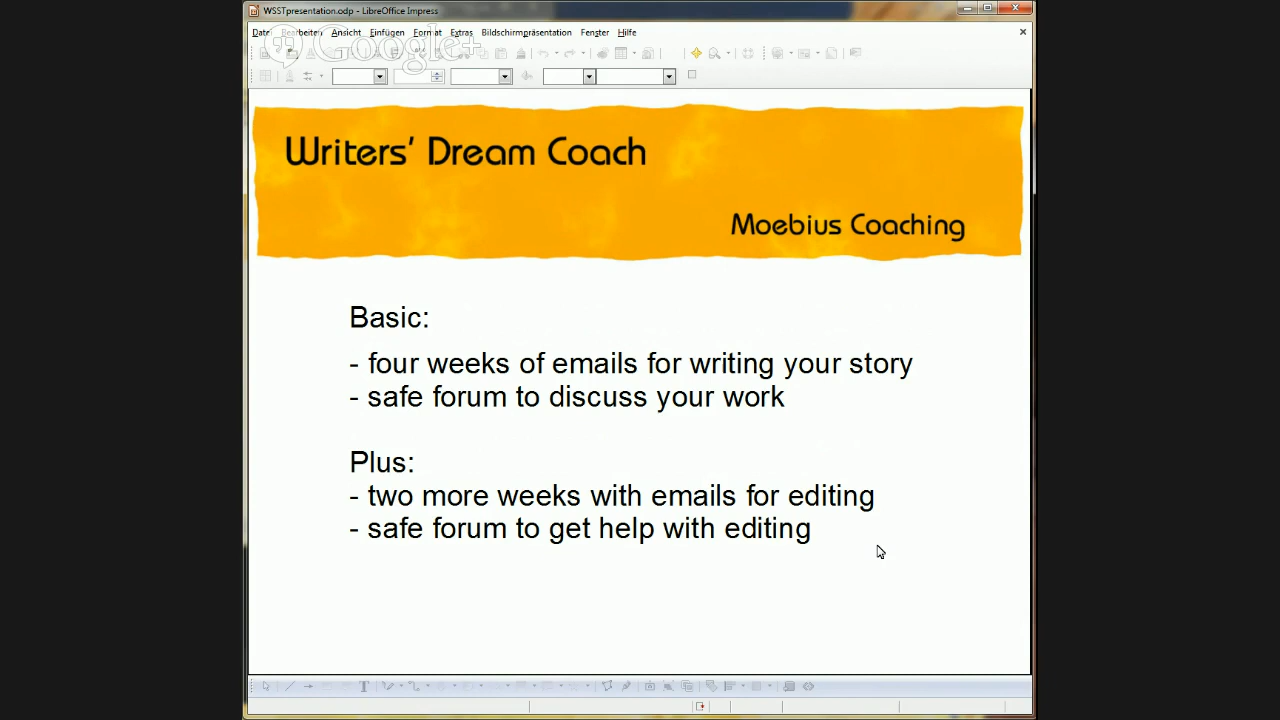 WSSTpresentation.odp - LibreOffice Impress
Datei Bearbeiten Ansicht Einfügen Format Extras Bildschirmpräsentation Fenster Hilfe
Google+
Writers' Dream Coach
Moebius Coaching
Basic:
- four weeks of emails for writing your story
- safe forum to discuss your work
Plus:
- two more weeks with emails for editing
- safe forum to get help with editing